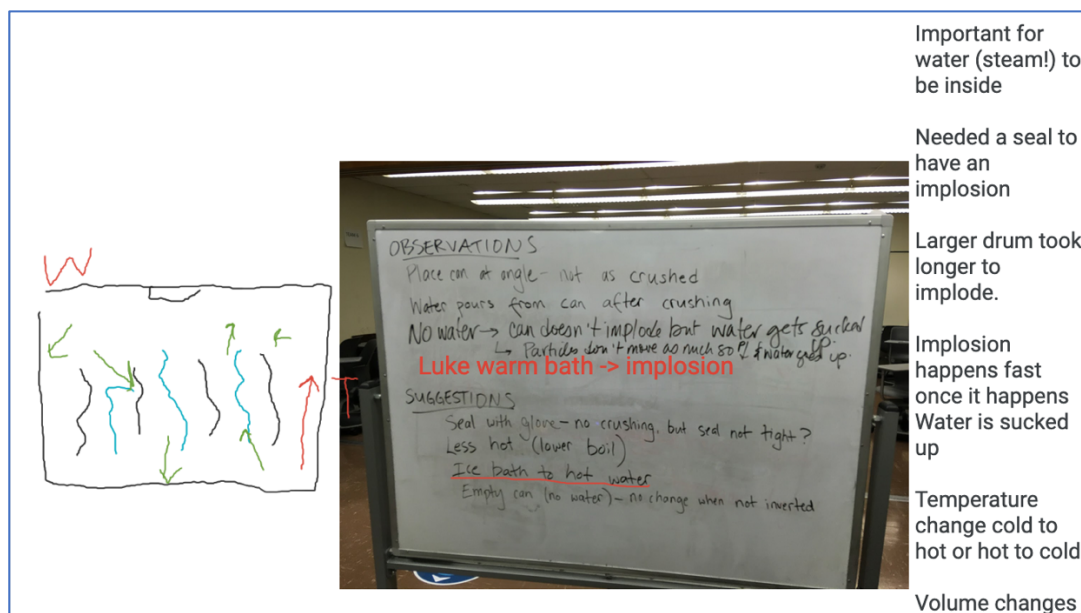 W
T
OBSERVATIONS
Place can at angle - not as crushed
Water pours from can after crushing
No water → can doesn't implode but water gets sucked up.
↳ Particles don't move as much so P↓ & water goes up.
Luke warm bath -> implosion
SUGGESTIONS
Seal with glove - no crushing, but seal not tight?
Less hot (lower boil)
Ice bath to hot water
Empty can (no water) - no change when not inverted
Important for
water (steam!) to
be inside
Needed a seal to
have an
implosion
Larger drum took
longer to
implode.
Implosion
happens fast
once it happens
Water is sucked
up
Temperature
change cold to
hot or hot to cold
Volume changes